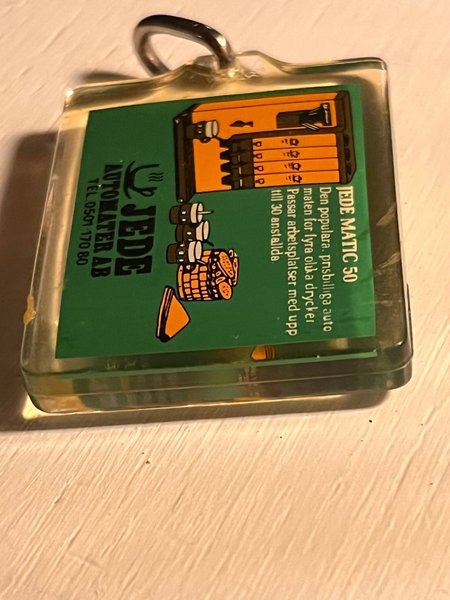 JEDE MATIC 50
Den populära, prisbilliga auto
maten för fyra olika drycker
Passar arbetsplatser med upp
till 30 anställda
JEDE
AUTOMATER AB
TEL. 0501 170 80